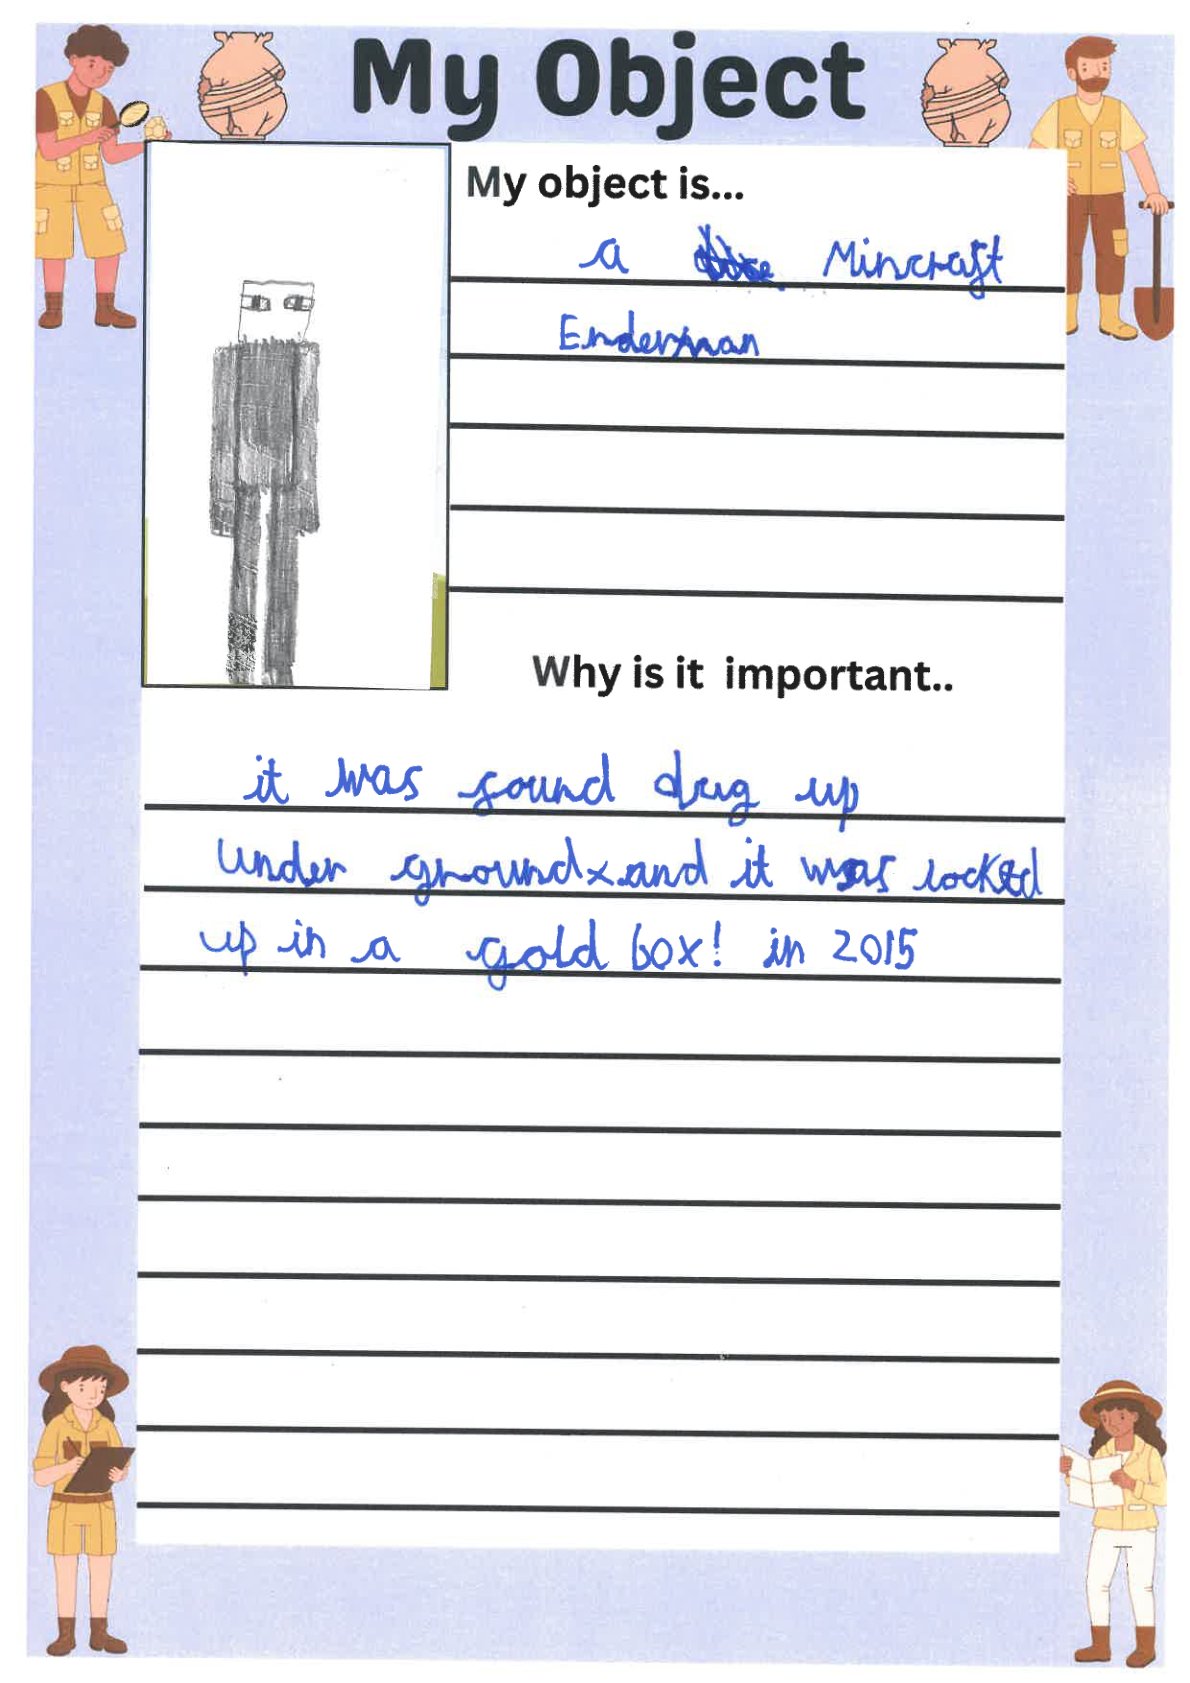 My Object
My object is...
a Mincraft
Enderman
Why is it important..
it was found dug up
under ground and it was locked
up in a gold box! in 2015